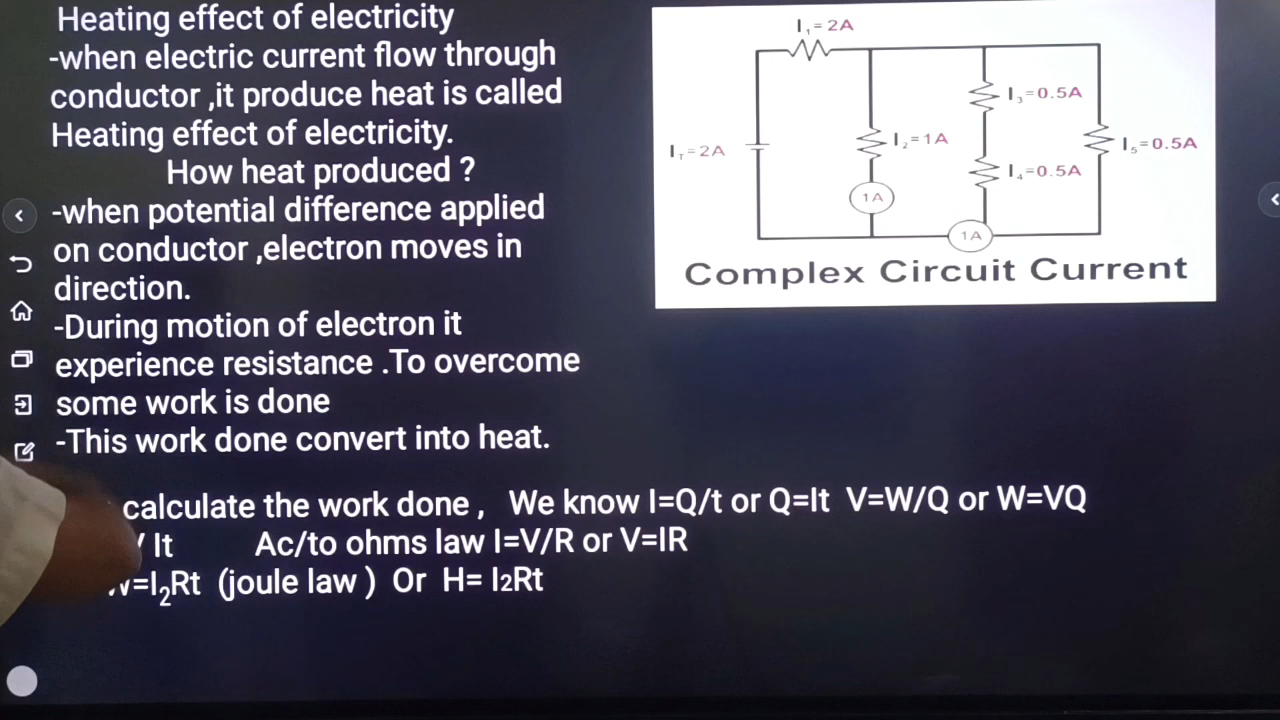 Heating effect of electricity
-when electric current flow through
conductor ,it produce heat is called
Heating effect of electricity.
How heat produced ?
-when potential difference applied
on conductor ,electron moves in
direction.
-During motion of electron it
experience resistance .To overcome
some work is done
-This work done convert into heat.
calculate the work done , We know I=Q/t or Q=It V=W/Q or W=VQ
It Ac/to ohms law I=V/R or V=IR
=I₂Rt (joule law ) Or H= I2Rt
I₁=2A
I₃=0.5A
I₂=1A
I₅=0.5A
I_T=2A
I₄=0.5A
1A
1A
Complex Circuit Current